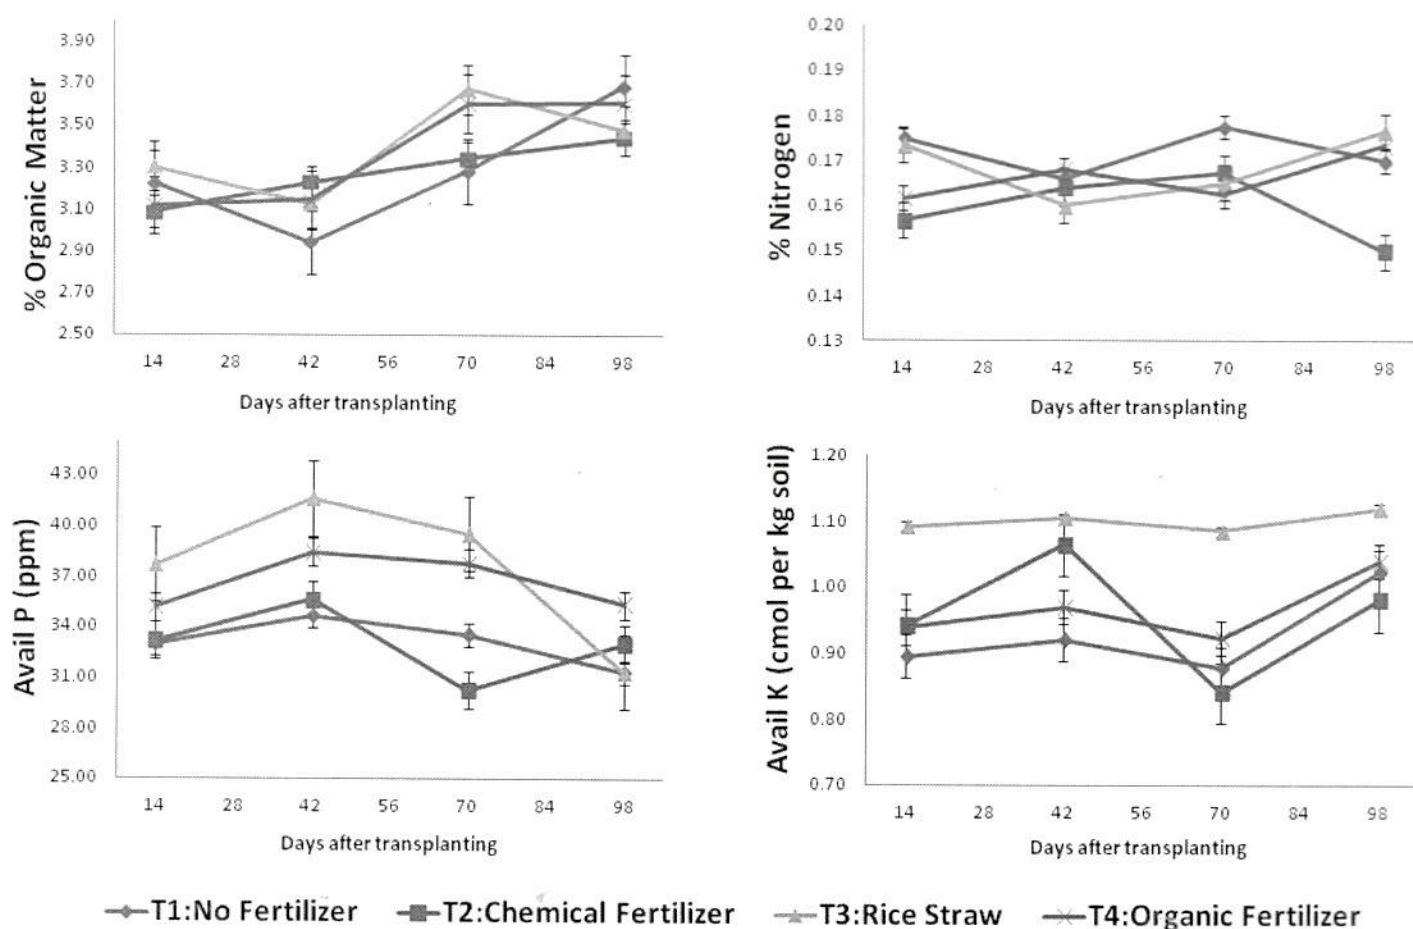 % Organic Matter
3.90
3.70
3.50
3.30
3.10
2.90
2.70
2.50
14 28 42 56 70 84 98
Days after transplanting
% Nitrogen
0.20
0.19
0.18
0.17
0.16
0.15
0.14
0.13
14 28 42 56 70 84 98
Days after transplanting
Avail P (ppm)
43.00
40.00
37.00
34.00
31.00
28.00
25.00
14 28 42 56 70 84 98
Days after transplanting
Avail K (cmol per kg soil)
1.20
1.10
1.00
0.90
0.80
0.70
14 28 42 56 70 84 98
Days after transplanting
T1:No Fertilizer T2:Chemical Fertilizer T3:Rice Straw T4:Organic Fertilizer